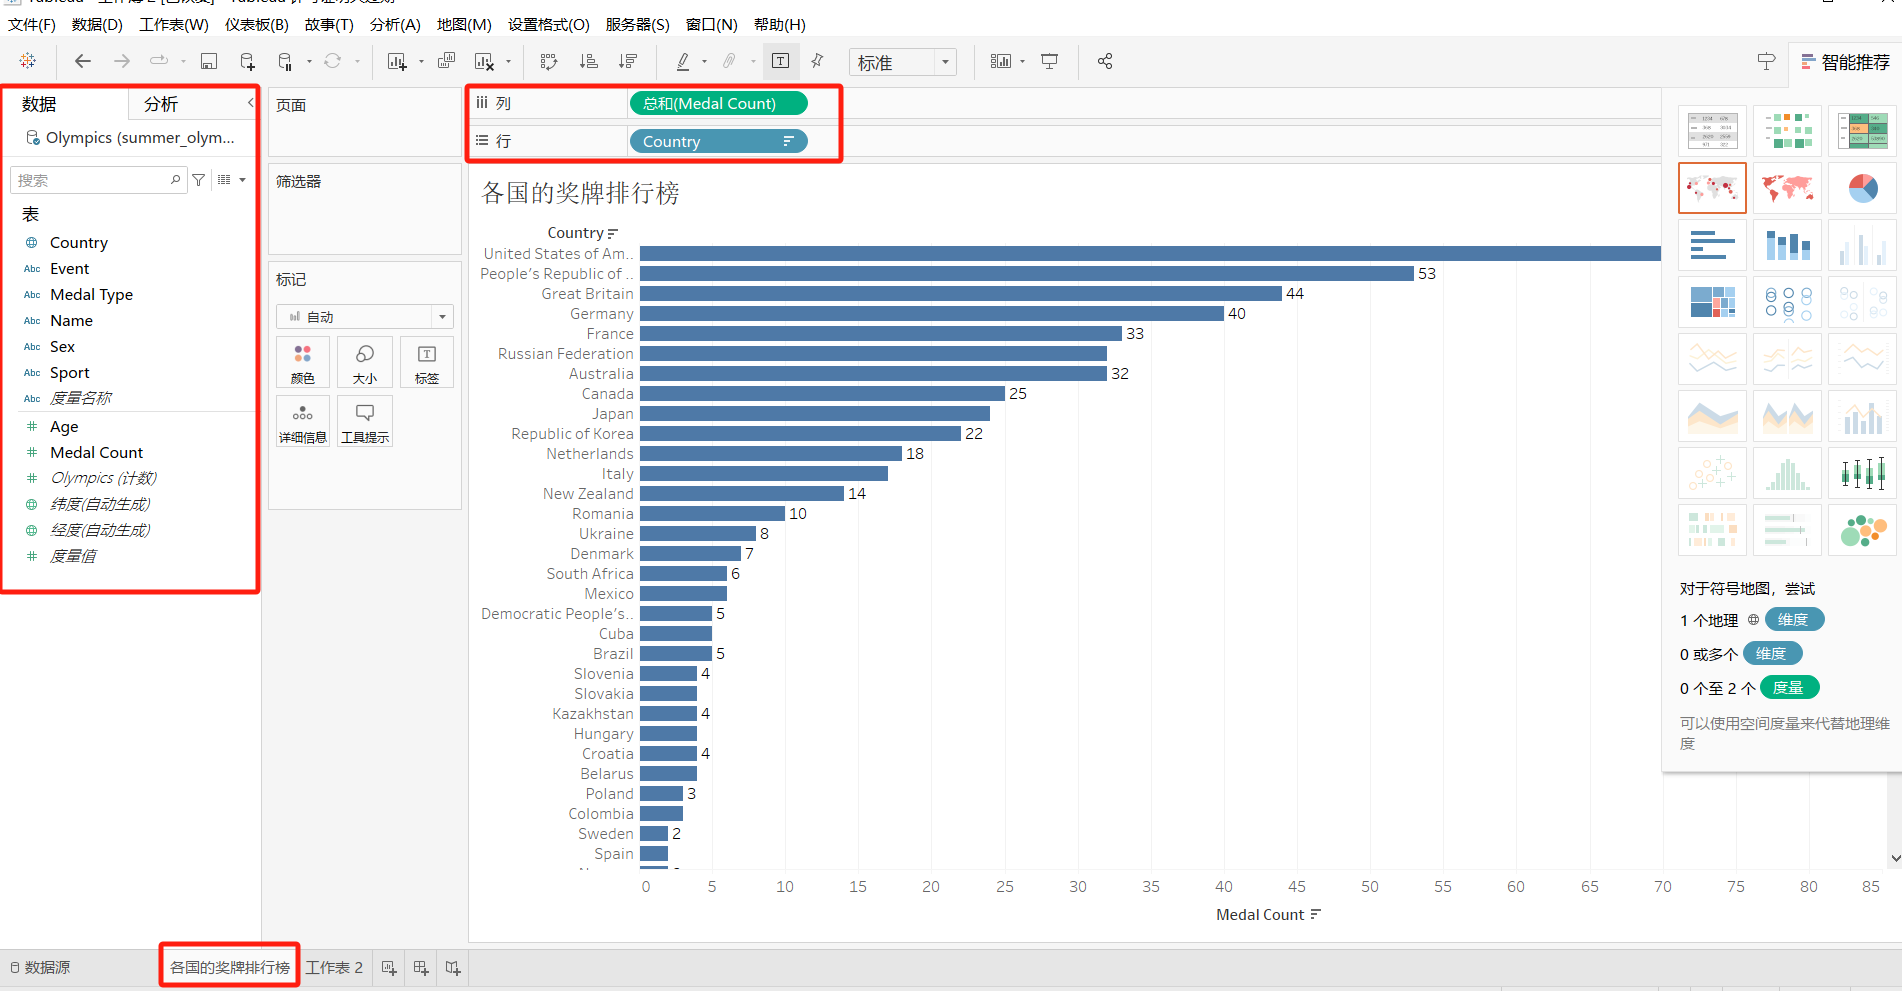 文件(F) 数据(D) 工作表(W) 仪表板(B) 故事(T) 分析(A) 地图(M) 设置格式(O) 服务器(S) 窗口(N) 帮助(H)
标准
智能推荐
数据 分析
Olympics (summer_olym...
搜索
表
Country
Event
Medal Type
Name
Sex
Sport
度量名称
Age
Medal Count
Olympics (计数)
纬度(自动生成)
经度(自动生成)
度量值
页面
筛选器
标记
自动
颜色 大小 标签
详细信息 工具提示
列 总和(Medal Count)
行 Country
各国的奖牌排行榜
Country
United States of Am..
People's Republic of .. 53
Great Britain 44
Germany 40
France 33
Russian Federation
Australia 32
Canada 25
Japan
Republic of Korea 22
Netherlands 18
Italy
New Zealand 14
Romania 10
Ukraine 8
Denmark 7
South Africa 6
Mexico
Democratic People's.. 5
Cuba
Brazil 5
Slovenia 4
Slovakia
Kazakhstan 4
Hungary
Croatia 4
Belarus
Poland 3
Colombia
Sweden 2
Spain
0 5 10 15 20 25 30 35 40 45 50 55 60 65 70 75 80 85
Medal Count
对于符号地图，尝试
1 个地理 维度
0 或多个 维度
0 个至 2 个 度量
可以使用空间度量来代替地理维
度
数据源 各国的奖牌排行榜 工作表 2